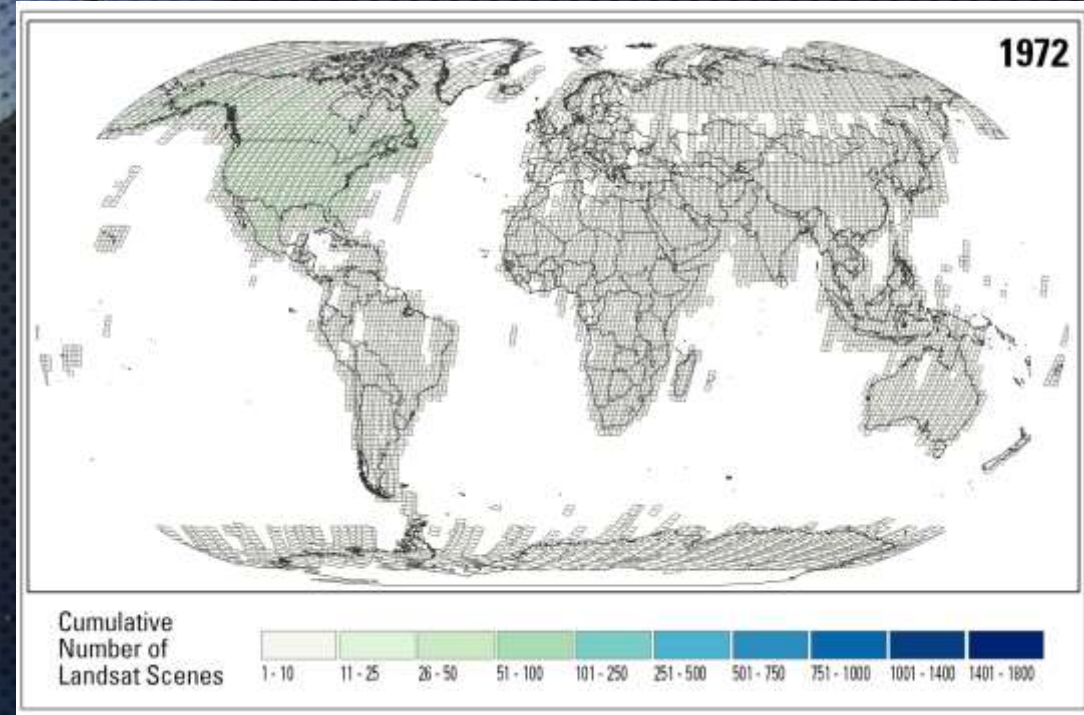 1972
Cumulative
Number of
Landsat Scenes
1 - 10
11 - 25
26 - 50
51 - 100
101 - 250
251 - 500
501 - 750
751 - 1000
1001 - 1400
1401 - 1800